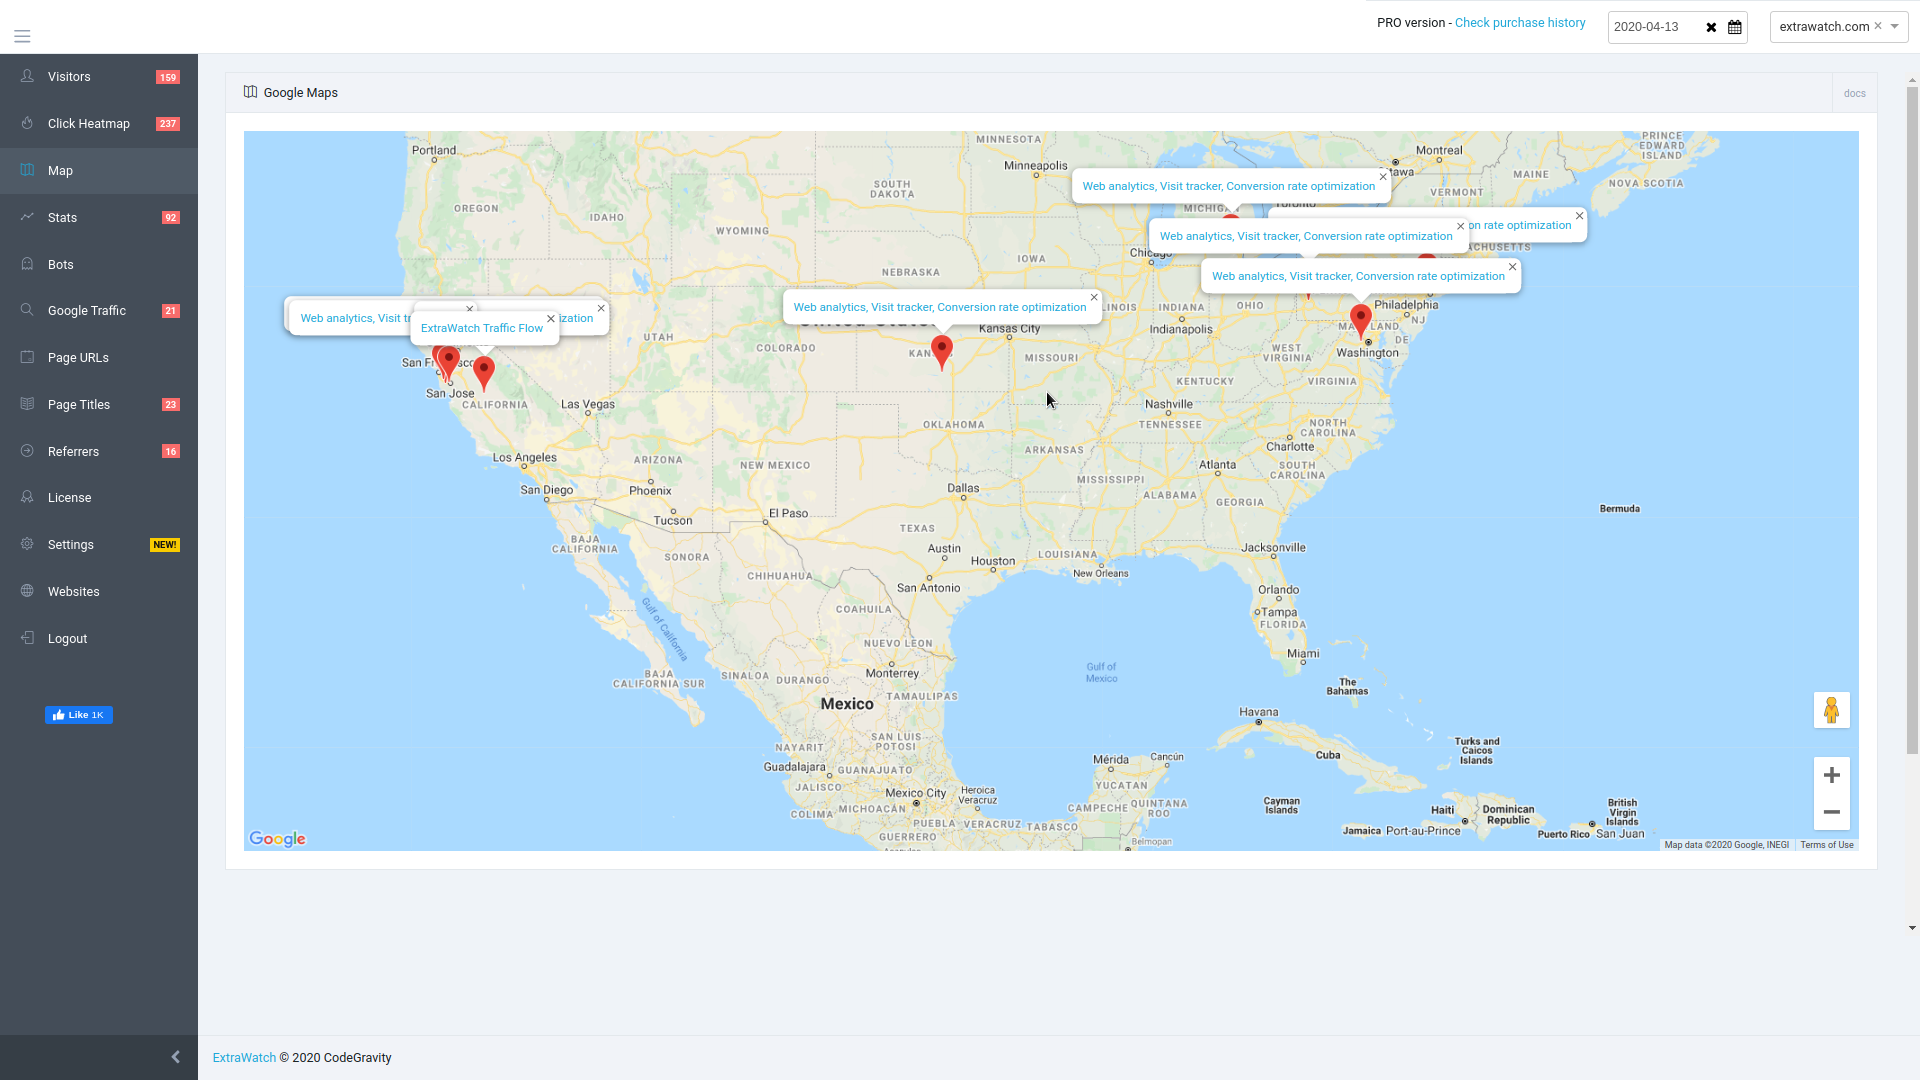 PRO version - Check purchase history
2020-04-13
extrawatch.com
Visitors 159
Click Heatmap 237
Map
Stats 92
Bots
Google Traffic 21
Page URLs
Page Titles 23
Referrers 16
License
Settings NEW!
Websites
Logout
Like 1K
Google Maps
docs
Portland
MINNESOTA
Minneapolis
Montreal
PRINCE
EDWARD
ISLAND
MAINE
NOVA SCOTIA
VERMONT
Web analytics, Visit tracker, Conversion rate optimization
SOUTH
DAKOTA
OREGON
IDAHO
WYOMING
on rate optimization
Web analytics, Visit tracker, Conversion rate optimization
Chicago
IOWA
NEBRASKA
Web analytics, Visit tracker, Conversion rate optimization
Web analytics, Visit tracker, Conversion rate optimization
INDIANA
OHIO
Philadelphia
NJ
Indianapolis
MARYLAND
DE
Washington
Web analytics, Visit tr
ization
ExtraWatch Traffic Flow
Kansas City
UTAH
COLORADO
MISSOURI
WEST
VIRGINIA
San Jose
CALIFORNIA
KENTUCKY
VIRGINIA
Las Vegas
Nashville
TENNESSEE
OKLAHOMA
ARKANSAS
NORTH
CAROLINA
Charlotte
Los Angeles
ARIZONA
NEW MEXICO
Atlanta
SOUTH
CAROLINA
MISSISSIPPI
San Diego
Phoenix
Dallas
ALABAMA
GEORGIA
Bermuda
Tucson
El Paso
TEXAS
BAJA
CALIFORNIA
SONORA
Austin
Houston
LOUISIANA
Jacksonville
New Orleans
CHIHUAHUA
San Antonio
Orlando
Tampa
FLORIDA
COAHUILA
Gulf of California
NUEVO LEON
Miami
Monterrey
Gulf of
Mexico
BAJA
CALIFORNIA SUR
SINALOA
DURANGO
TAMAULIPAS
The
Bahamas
Mexico
Havana
SAN LUIS
POTOSI
NAYARIT
Cuba
Turks and
Caicos
Islands
Guadalajara
GUANAJUATO
Mérida
Cancún
JALISCO
YUCATAN
Mexico City
Heroica
Veracruz
COLIMA
MICHOACÁN
CAMPECHE
QUINTANA
ROO
Cayman
Islands
Haiti
Dominican
Republic
British
Virgin
Islands
PUEBLA
VERACRUZ
TABASCO
GUERRERO
Jamaica
Port-au-Prince
Puerto Rico
San Juan
Belmopan
Google
Map data ©2020 Google, INEGI
Terms of Use
ExtraWatch © 2020 CodeGravity